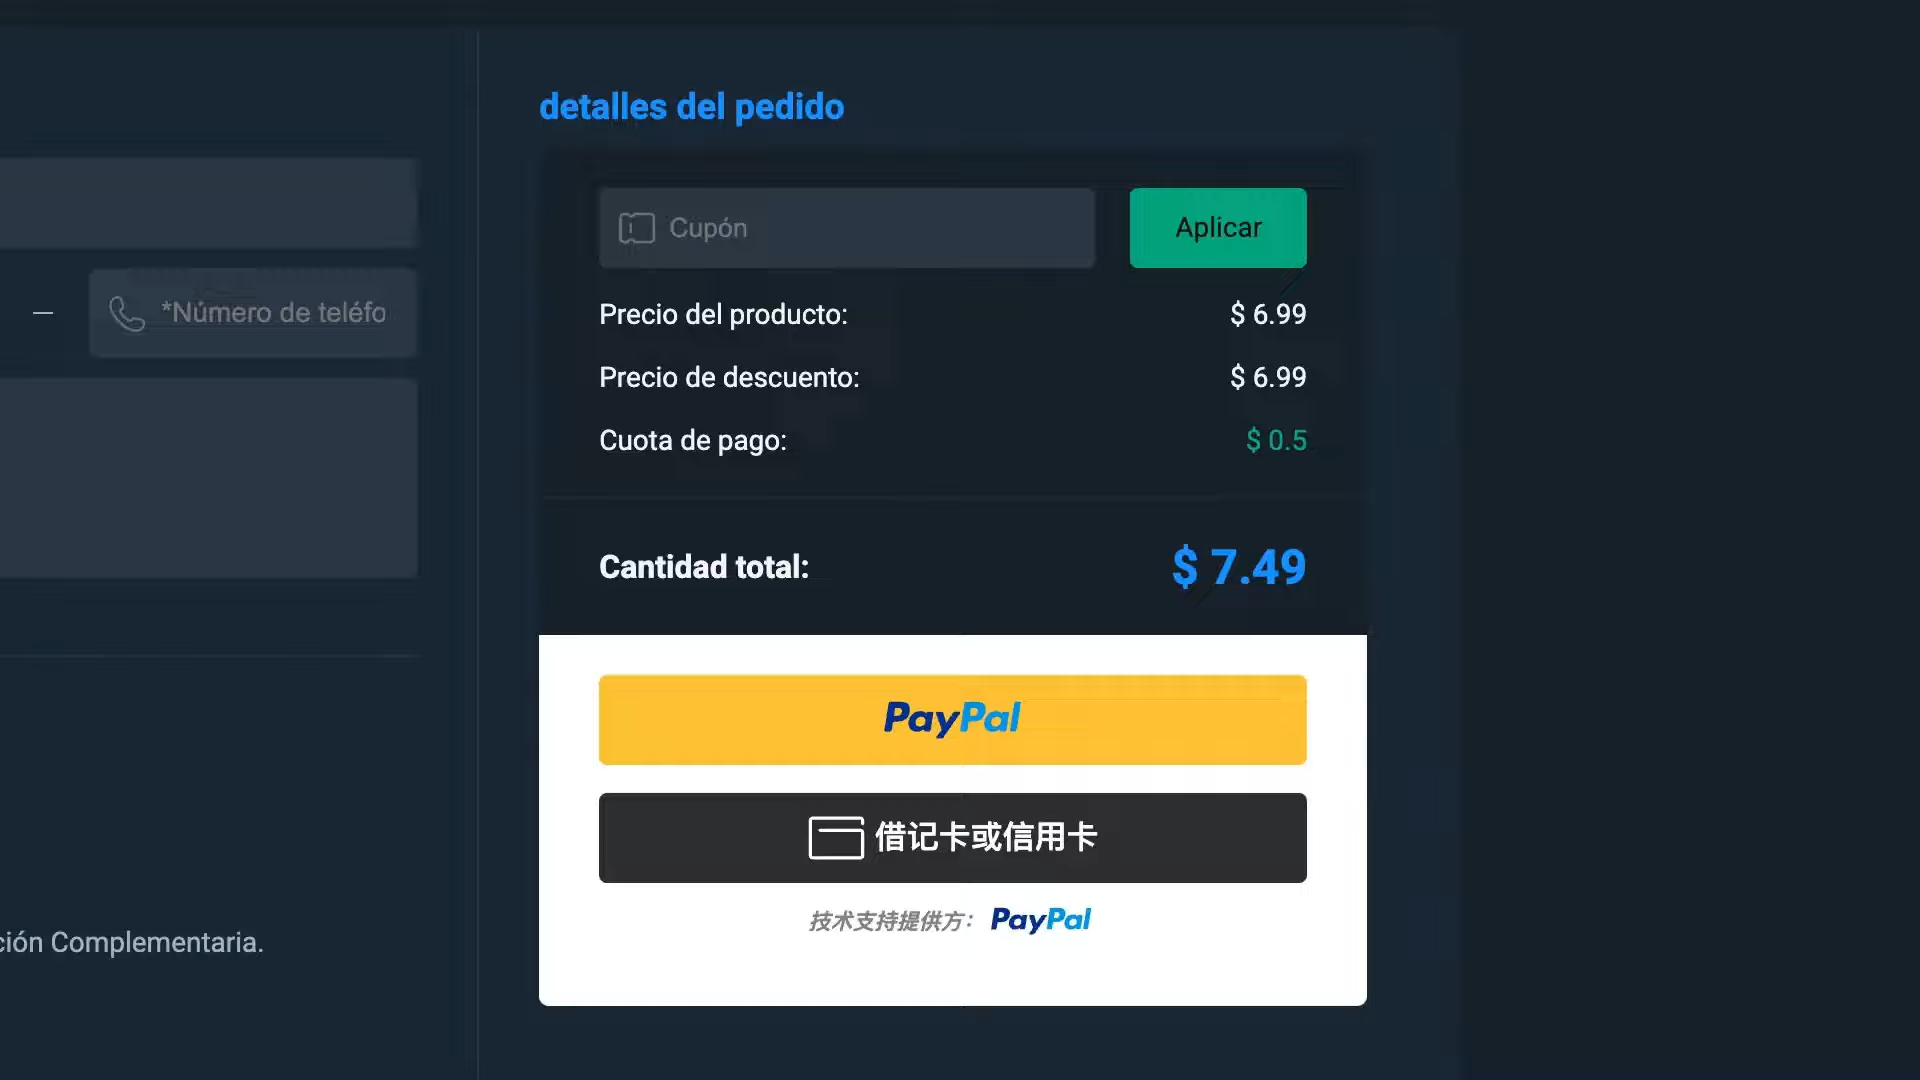 detalles del pedido
Cupón
Aplicar
Precio del producto: $ 6.99
*Número de teléfo
Precio de descuento: $ 6.99
Cuota de pago: $ 0.5
Cantidad total: $ 7.49
PayPal
借记卡或信用卡
技术支持提供方： PayPal
ción Complementaria.